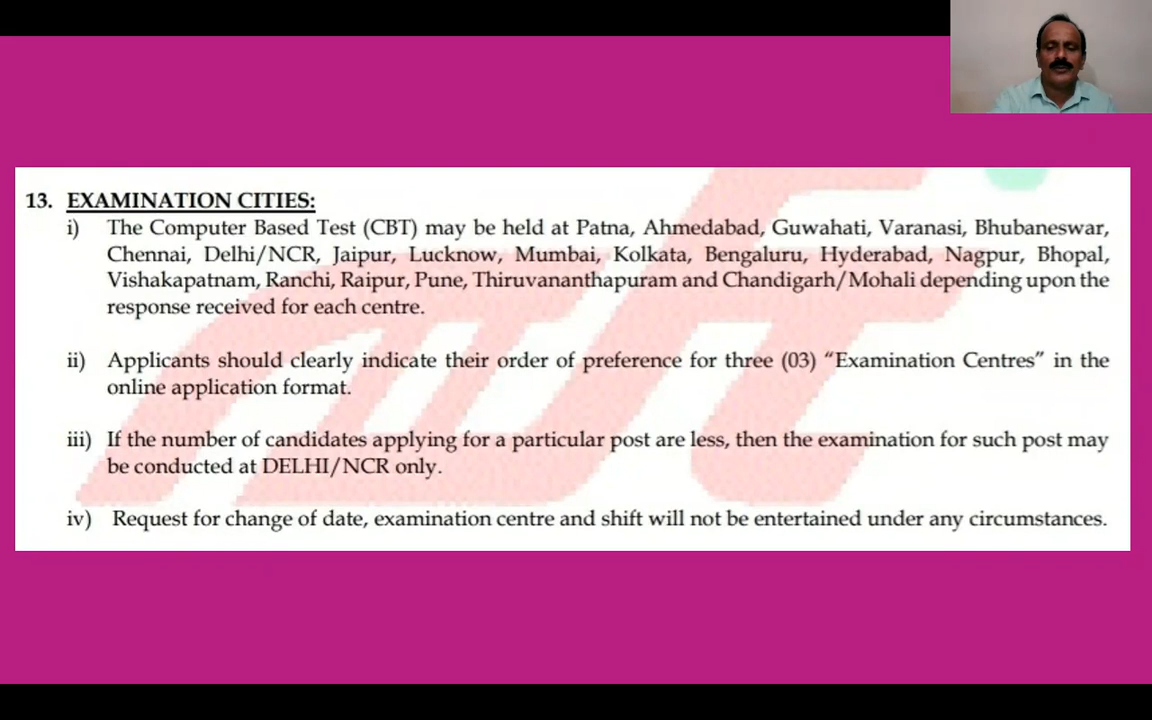 13. EXAMINATION CITIES:
i) The Computer Based Test (CBT) may be held at Patna, Ahmedabad, Guwahati, Varanasi, Bhubaneswar,
Chennai, Delhi/NCR, Jaipur, Lucknow, Mumbai, Kolkata, Bengaluru, Hyderabad, Nagpur, Bhopal,
Vishakapatnam, Ranchi, Raipur, Pune, Thiruvananthapuram and Chandigarh/Mohali depending upon the
response received for each centre.
ii) Applicants should clearly indicate their order of preference for three (03) “Examination Centres” in the
online application format.
iii) If the number of candidates applying for a particular post are less, then the examination for such post may
be conducted at DELHI/NCR only.
iv) Request for change of date, examination centre and shift will not be entertained under any circumstances.